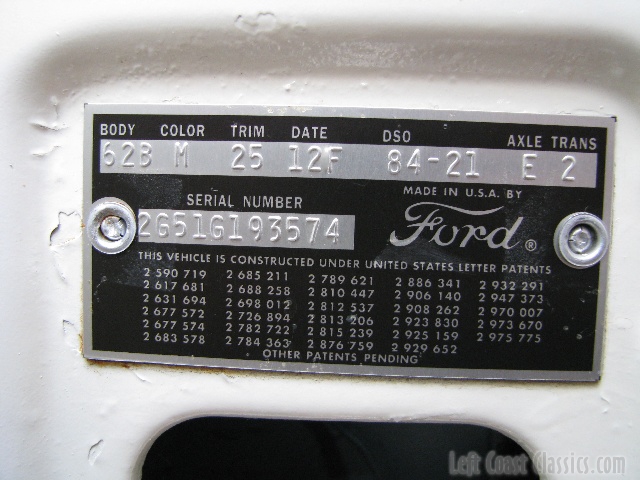 BODY COLOR TRIM DATE DSO AXLE TRANS
62B M 25 12F 84-21 E 2
SERIAL NUMBER
2G51G193574
MADE IN U.S.A. BY
Ford ®
THIS VEHICLE IS CONSTRUCTED UNDER UNITED STATES LETTER PATENTS
2 590 719 2 685 211 2 789 621 2 886 341 2 932 291
2 617 681 2 688 258 2 810 447 2 906 140 2 947 373
2 631 694 2 698 012 2 812 537 2 908 262 2 970 007
2 677 572 2 726 894 2 813 206 2 923 830 2 973 670
2 677 574 2 782 722 2 815 239 2 925 159 2 975 775
2 683 578 2 784 363 2 876 759 2 929 652
OTHER PATENTS PENDING
Left Coast Classics.com